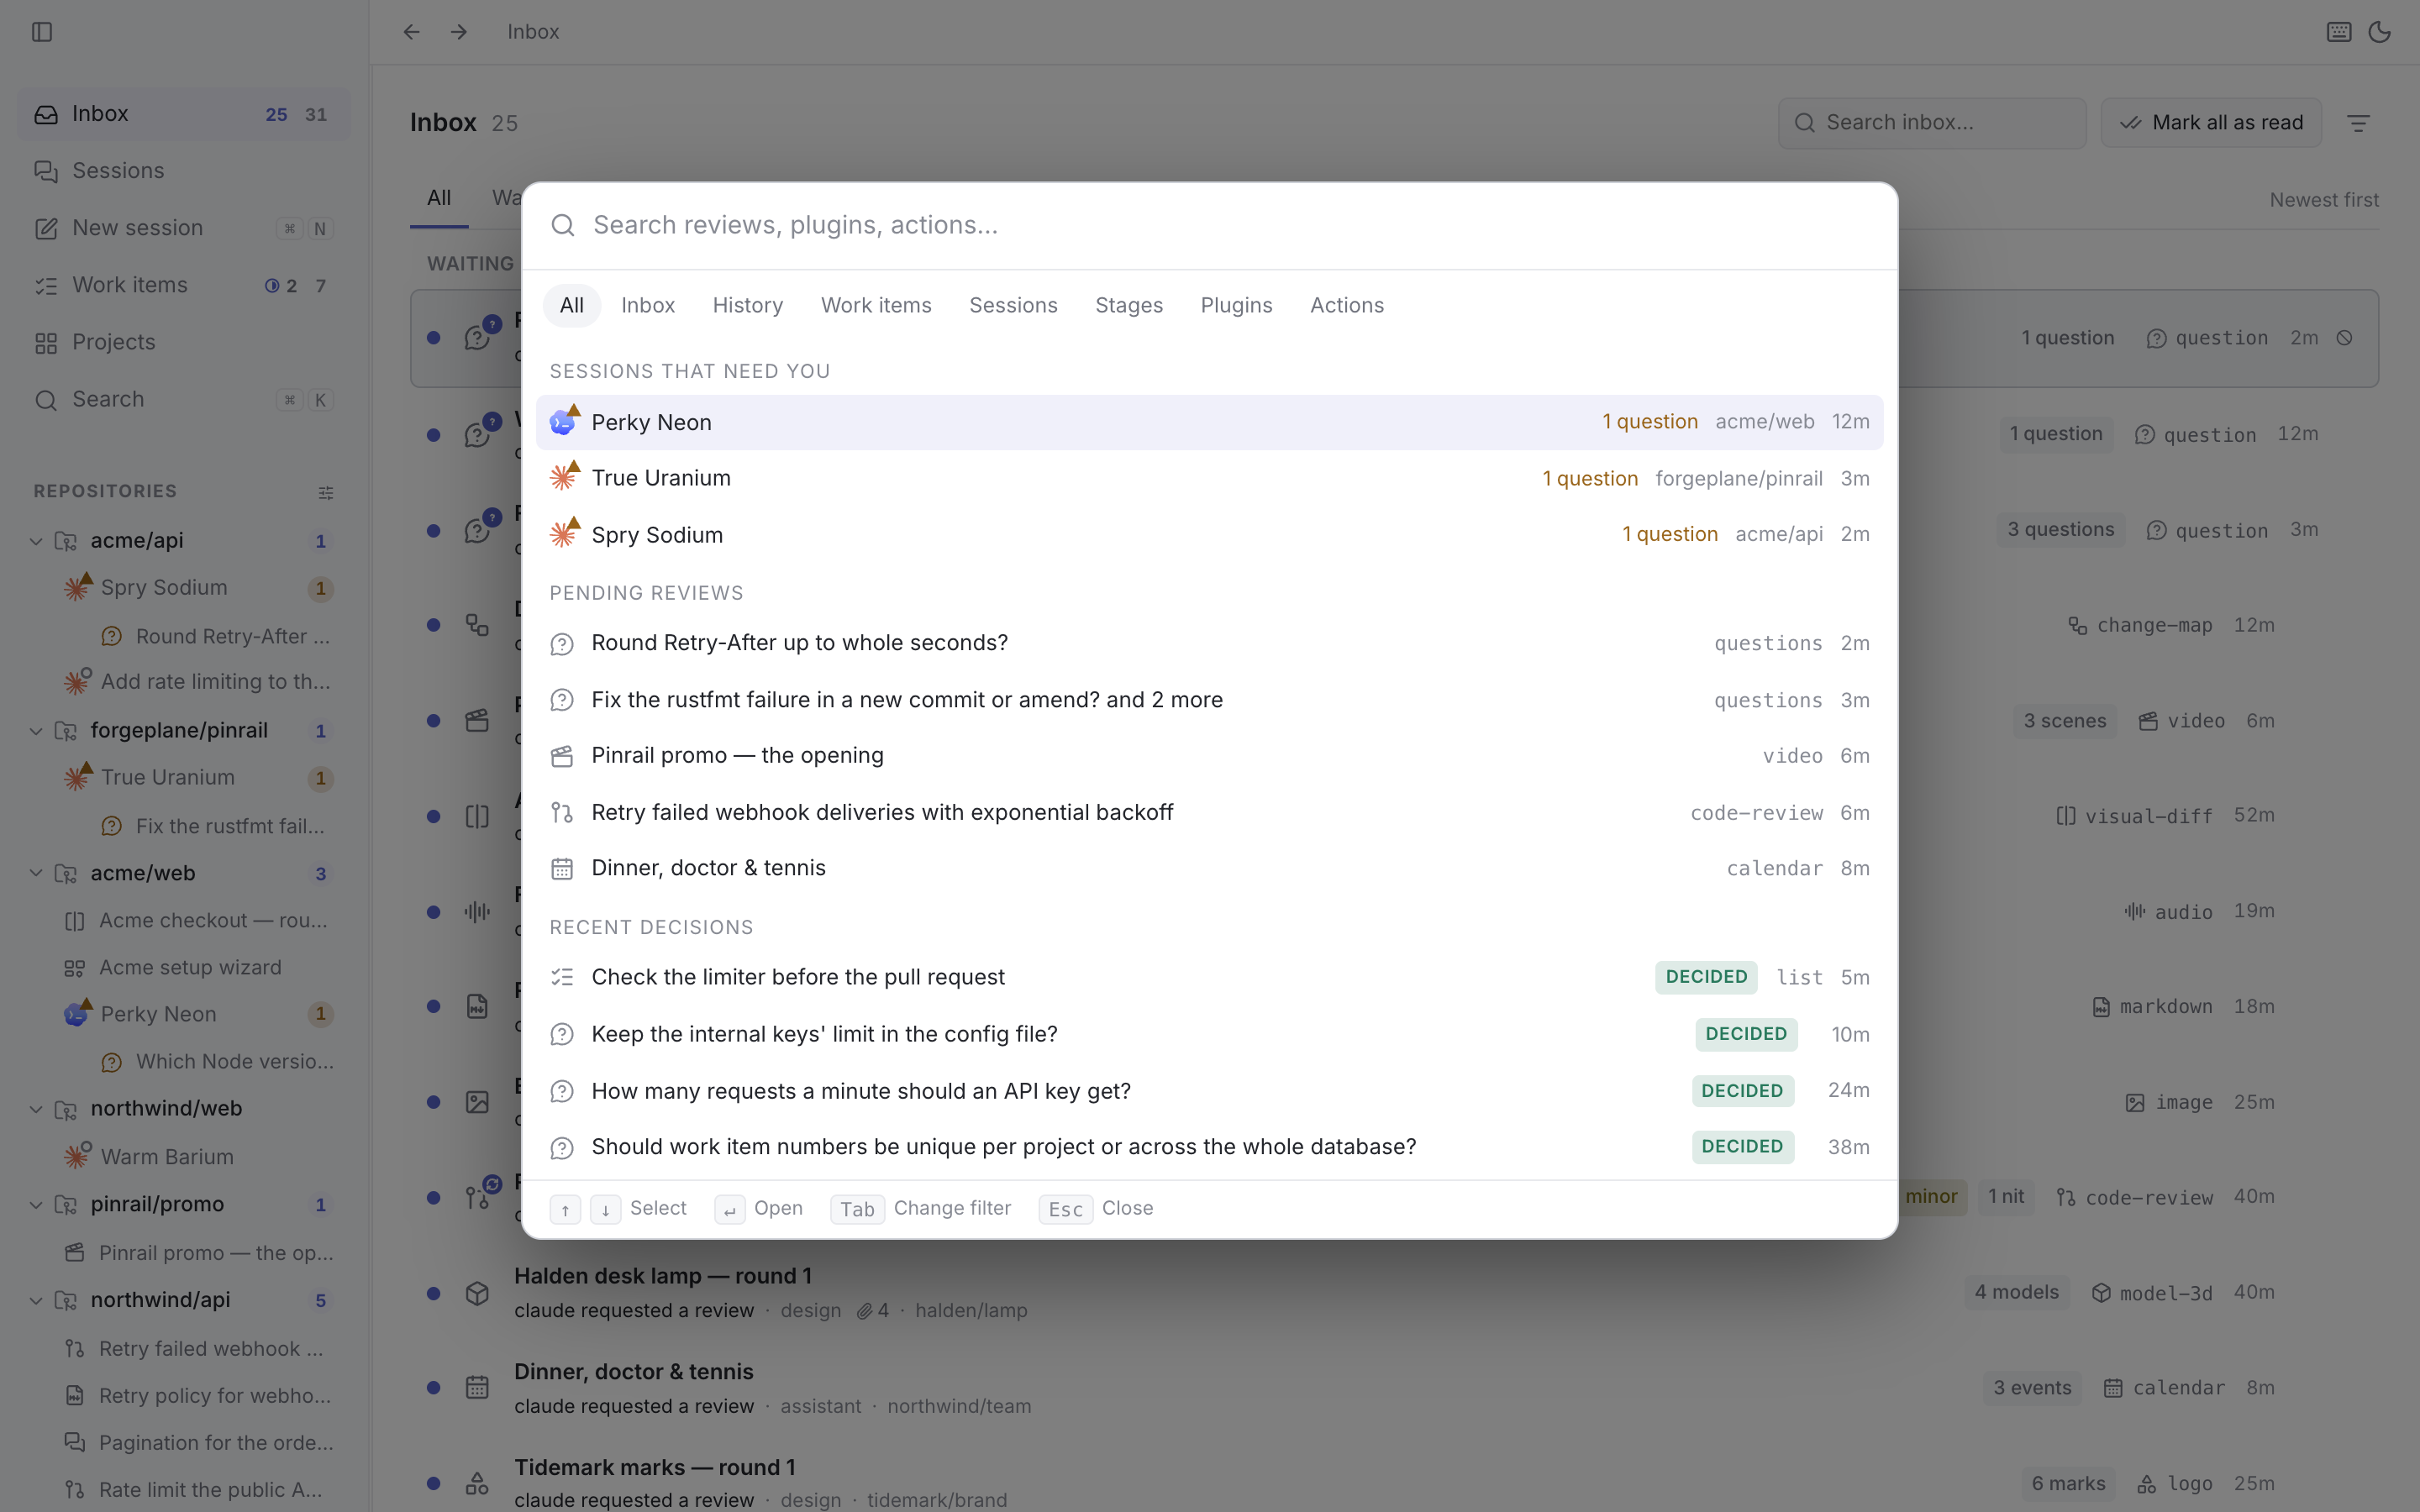 Inbox
Inbox 25 31
Sessions
New session ⌘ N
Work items 2 7
Projects
Search ⌘ K
REPOSITORIES
acme/api 1
Spry Sodium 1
Round Retry-After ...
Add rate limiting to th...
forgeplane/pinrail 1
True Uranium 1
Fix the rustfmt fail...
acme/web 3
Acme checkout — rou...
Acme setup wizard
Perky Neon 1
Which Node versio...
northwind/web
Warm Barium
pinrail/promo 1
Pinrail promo — the op...
northwind/api 5
Retry failed webhook ...
Retry policy for webho...
Pagination for the orde...
Rate limit the public A...
Inbox 25
Search inbox...
Mark all as read
All
Newest first
WAITING
1 question question 2m
1 question question 12m
3 questions question 3m
change-map 12m
3 scenes video 6m
visual-diff 52m
audio 19m
markdown 18m
image 25m
minor 1 nit code-review 40m
Halden desk lamp — round 1
claude requested a review · design 4 · halden/lamp
4 models model-3d 40m
Dinner, doctor & tennis
claude requested a review · assistant · northwind/team
3 events calendar 8m
Tidemark marks — round 1
claude requested a review · design · tidemark/brand
6 marks logo 25m
Search reviews, plugins, actions...
All Inbox History Work items Sessions Stages Plugins Actions
SESSIONS THAT NEED YOU
Perky Neon 1 question acme/web 12m
True Uranium 1 question forgeplane/pinrail 3m
Spry Sodium 1 question acme/api 2m
PENDING REVIEWS
Round Retry-After up to whole seconds? questions 2m
Fix the rustfmt failure in a new commit or amend? and 2 more questions 3m
Pinrail promo — the opening video 6m
Retry failed webhook deliveries with exponential backoff code-review 6m
Dinner, doctor & tennis calendar 8m
RECENT DECISIONS
Check the limiter before the pull request DECIDED list 5m
Keep the internal keys' limit in the config file? DECIDED 10m
How many requests a minute should an API key get? DECIDED 24m
Should work item numbers be unique per project or across the whole database? DECIDED 38m
↑ ↓ Select ↵ Open Tab Change filter Esc Close